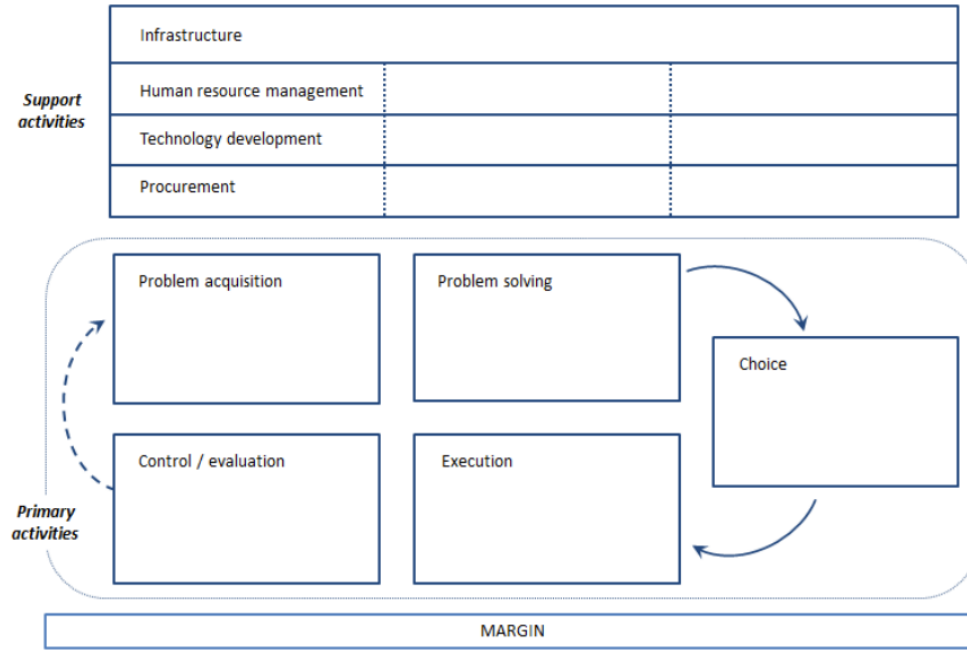 Infrastructure
Support
activities
Human resource management
Technology development
Procurement
Problem acquisition
Problem solving
Choice
Control / evaluation
Execution
Primary
activities
MARGIN